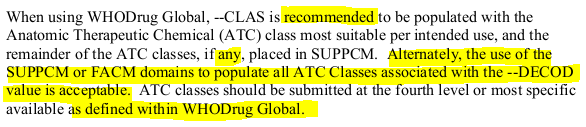 When using WHODrug Global, --CLAS is recommended to be populated with the
Anatomic Therapeutic Chemical (ATC) class most suitable per intended use, and the
remainder of the ATC classes, if any, placed in SUPPCM.  Alternately, the use of the
SUPPCM or FACM domains to populate all ATC Classes associated with the --DECOD
value is acceptable.  ATC classes should be submitted at the fourth level or most specific
available as defined within WHODrug Global.